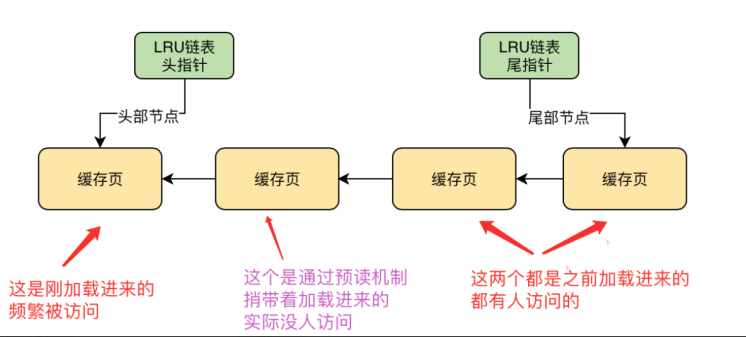 LRU链表
头指针
LRU链表
尾指针
头部节点
尾部节点
缓存页
缓存页
缓存页
缓存页
这是刚加载进来的
频繁被访问
这个是通过预读机制
捎带着加载进来的
实际没人访问
这两个都是之前加载进来的
都有人访问的